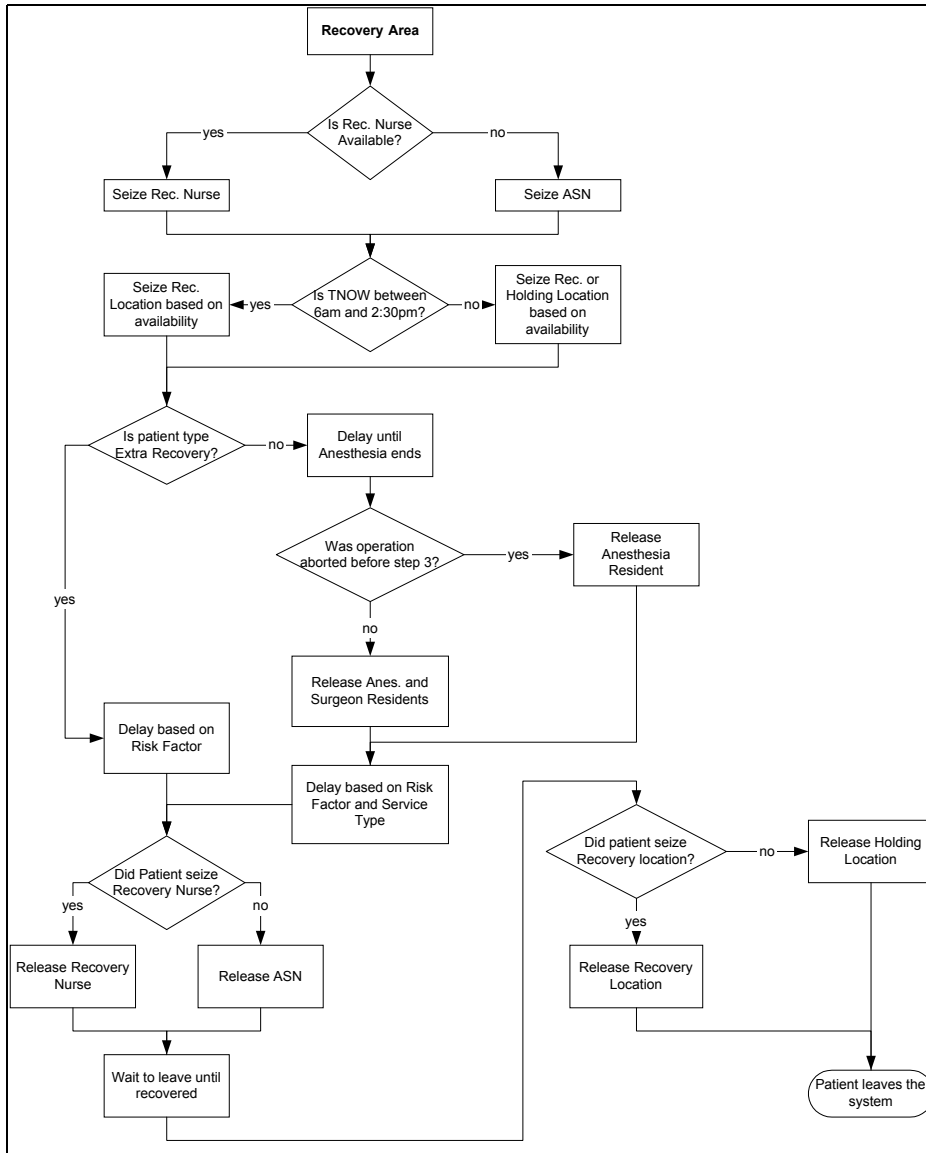 Recovery Area
Is Rec. Nurse
Available?
yes
no
Seize Rec. Nurse
Seize ASN
Seize Rec.
Location based on
availability
yes
Is TNOW between
6am and 2:30pm?
no
Seize Rec. or
Holding Location
based on
availability
Is patient type
Extra Recovery?
no
Delay until
Anesthesia ends
Was operation
aborted before step 3?
yes
Release
Anesthesia
Resident
yes
no
Release Anes. and
Surgeon Residents
Delay based on
Risk Factor
Delay based on Risk
Factor and Service
Type
Did patient seize
Recovery location?
no
Release Holding
Location
Did Patient seize
Recovery Nurse?
yes
no
yes
Release Recovery
Nurse
Release ASN
Release Recovery
Location
Wait to leave until
recovered
Patient leaves the
system